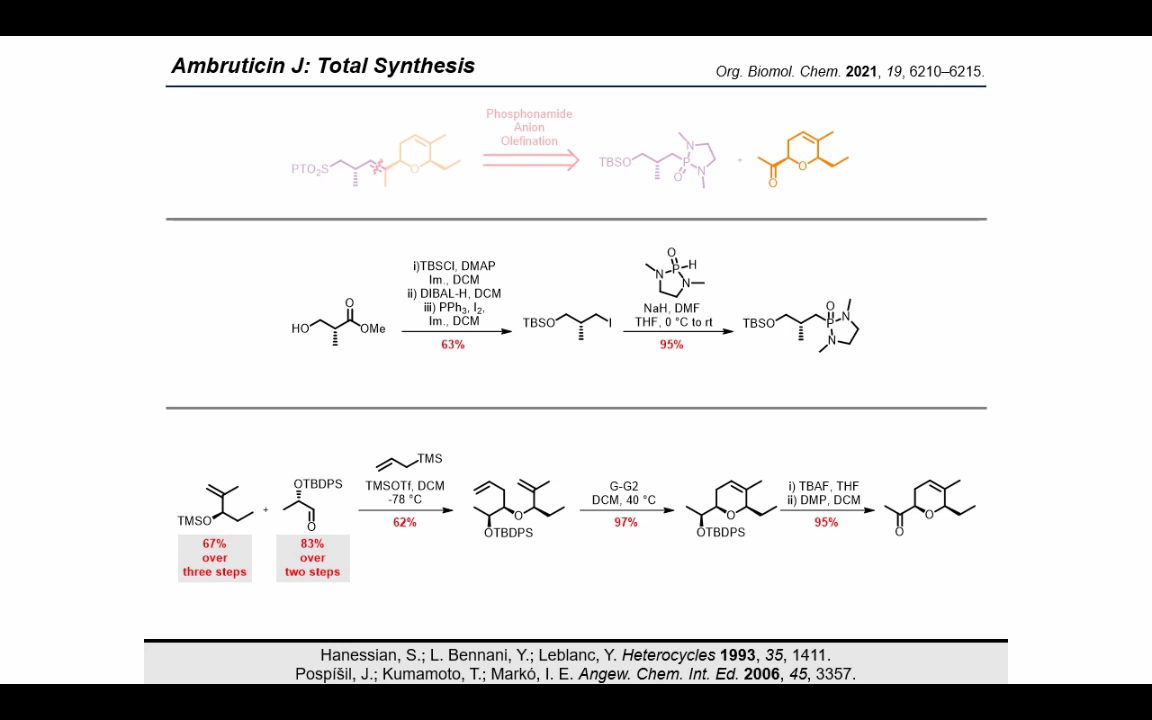 Ambruticin J: Total Synthesis
Org. Biomol. Chem. 2021, 19, 6210–6215.
Phosphonamide
Anion
Olefination
PTO₂S
O
TBSO
P
O
N
N
+
O
O
i)TBSCl, DMAP
Im., DCM
ii) DIBAL-H, DCM
iii) PPh₃, I₂,
Im., DCM
63%
HO
O
OMe
TBSO
I
O
P
H
N
N
NaH, DMF
THF, 0 °C to rt
95%
TBSO
O
P
N
N
TMSO
67%
over
three steps
+
OTBDPS
O
83%
over
two steps
TMS
TMSOTf, DCM
-78 °C
62%
O
OTBDPS
G-G2
DCM, 40 °C
97%
O
OTBDPS
i) TBAF, THF
ii) DMP, DCM
95%
O
O
Hanessian, S.; L. Bennani, Y.; Leblanc, Y. Heterocycles 1993, 35, 1411.
Pospíšil, J.; Kumamoto, T.; Markó, I. E. Angew. Chem. Int. Ed. 2006, 45, 3357.